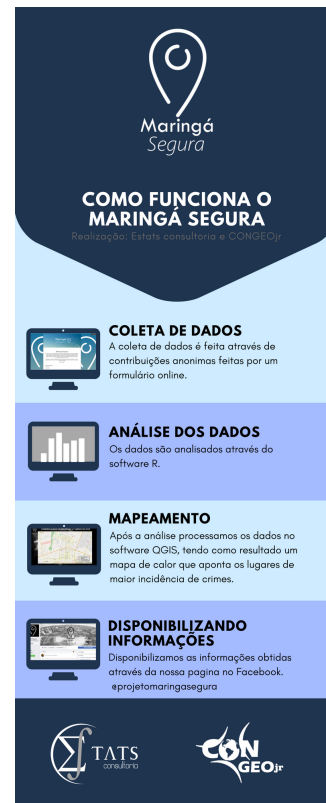 Maringá
Segura
COMO FUNCIONA O
MARINGÁ SEGURA
Realização: Estats consultoria e CONGEOjr
COLETA DE DADOS
A coleta de dados é feita através de
contribuições anonimas feitas por um
formulário online.
ANÁLISE DOS DADOS
Os dados são analisados através do
software R.
MAPEAMENTO
Após a análise processamos os dados no
software QGIS, tendo como resultado um
mapa de calor que aponta os lugares de
maior incidência de crimes.
DISPONIBILIZANDO
INFORMAÇÕES
Disponibilizamos as informações obtidas
através da nossa pagina no Facebook.
@projetomaringasegura
TATS
consultoria
CON
GEOjr